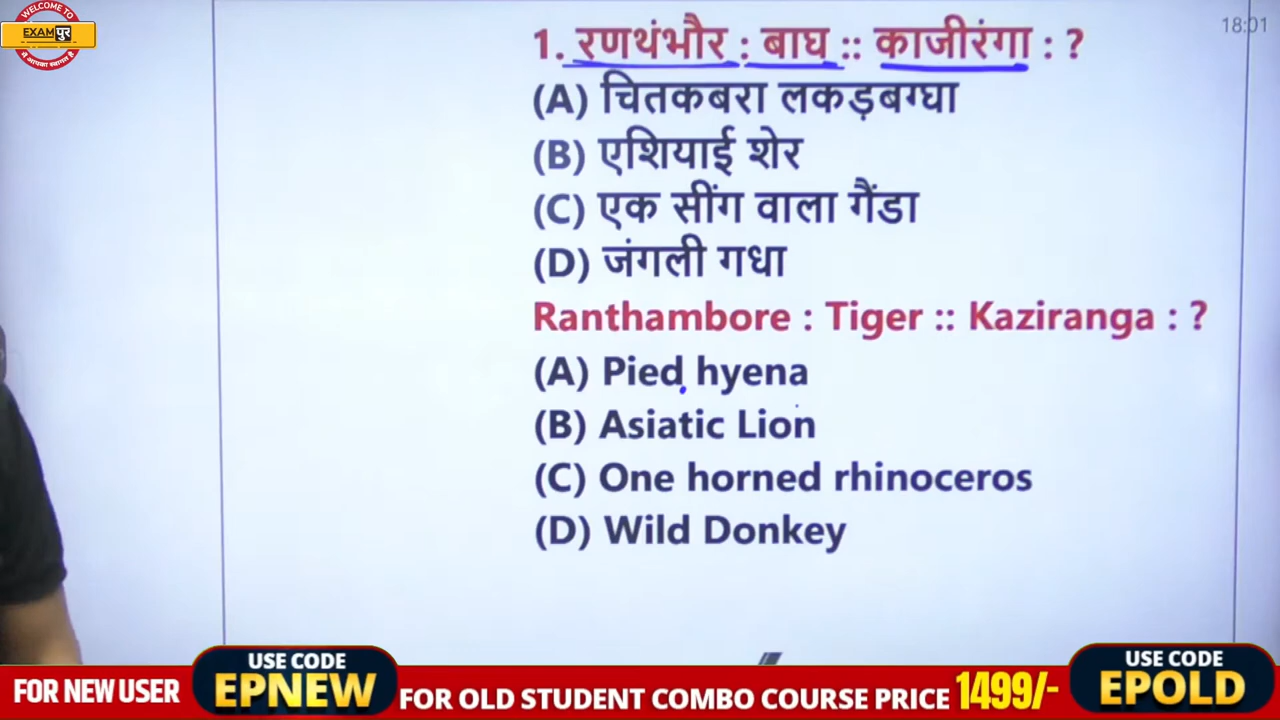 WELCOME TO
EXAMपुर
में आपका स्वागत है
18:01
1. रणथंभौर : बाघ :: काजीरंगा : ?
(A) चितकबरा लकड़बग्घा
(B) एशियाई शेर
(C) एक सींग वाला गैंडा
(D) जंगली गधा
Ranthambore : Tiger :: Kaziranga : ?
(A) Pied hyena
(B) Asiatic Lion
(C) One horned rhinoceros
(D) Wild Donkey
FOR NEW USER
USE CODE
EPNEW
FOR OLD STUDENT COMBO COURSE PRICE 1499/-
USE CODE
EPOLD